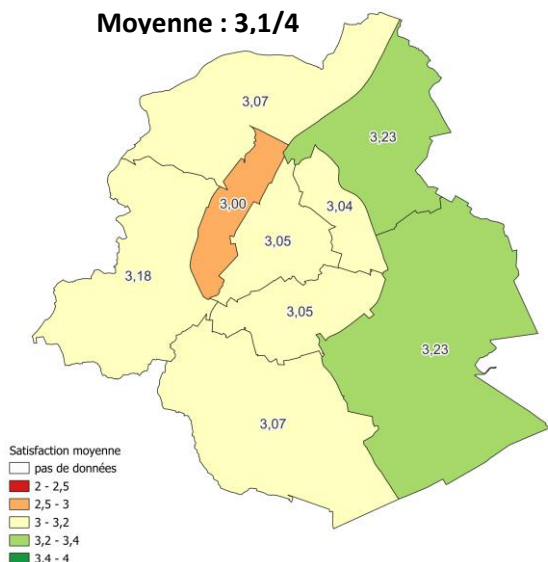 Moyenne : 3,1/4
3,07
3,23
3,00
3,04
3,05
3,18
3,05
3,23
3,07
Satisfaction moyenne
pas de données
2 - 2,5
2,5 - 3
3 - 3,2
3,2 - 3,4
3,4 - 4